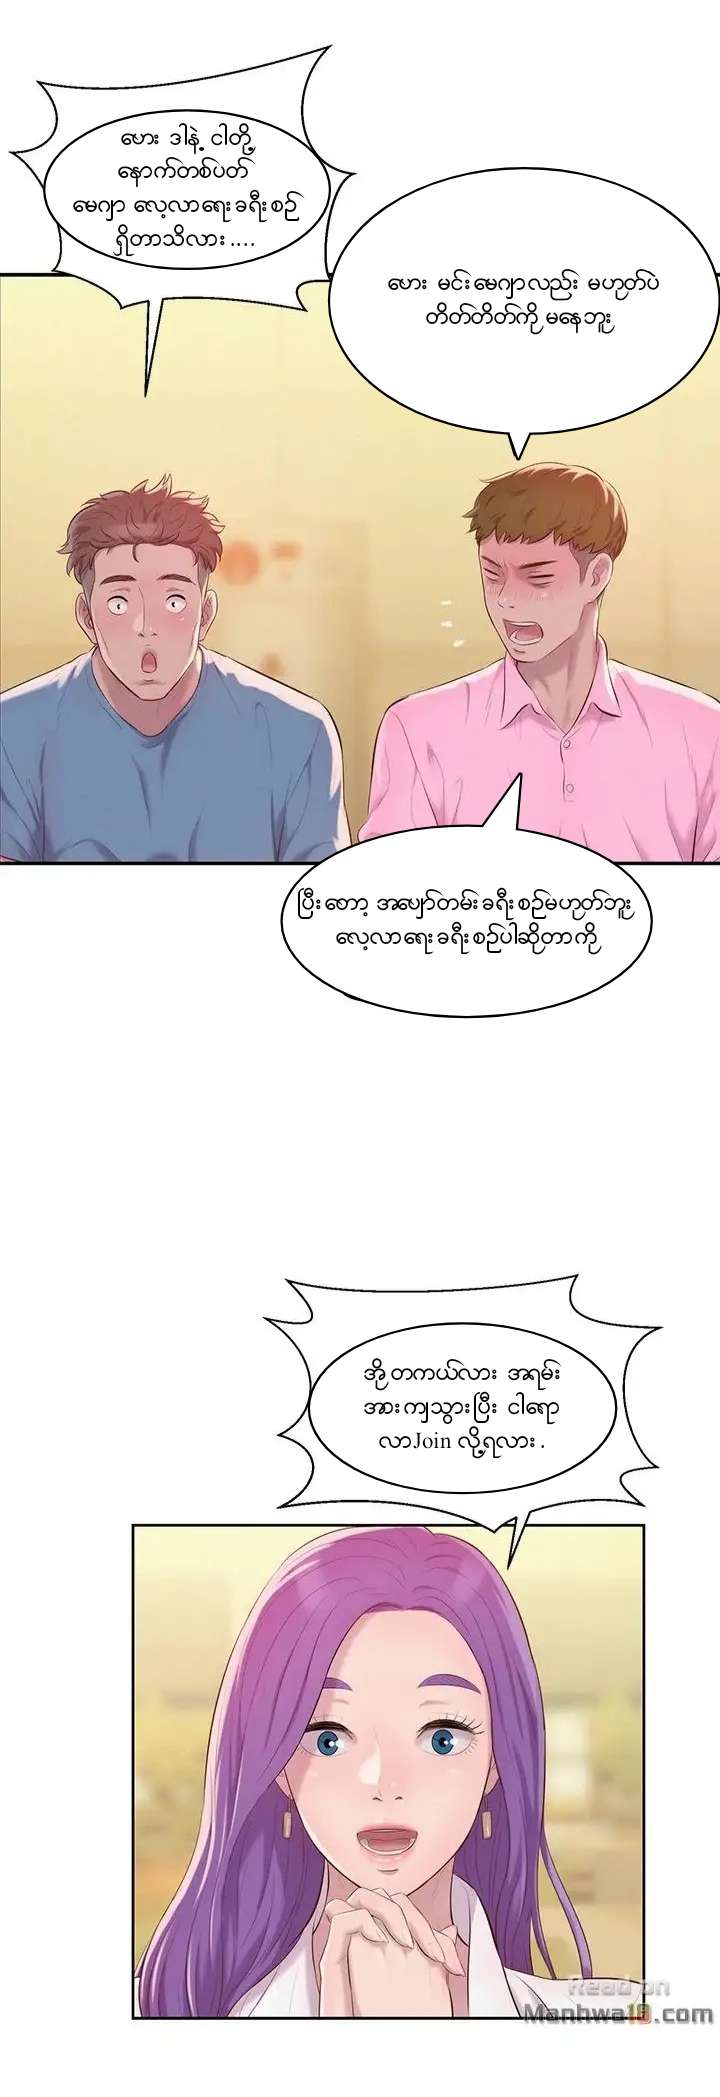 ဟေး ဒါနဲ့ ငါတို့
နောက်တစ်ပတ်
မေဂျာ လေ့လာရေးခရီးစဉ်
ရှိတာသိလား....
ဟေး မင်းမေဂျာလည်း မဟုတ်ပဲ
တိတ်တိတ်ကို မနေဘူး
ပြီးတော့ အပျော်တမ်းခရီးစဉ်မဟုတ်ဘူး
လေ့လာရေးခရီးစဉ်ပါဆိုတာကို
အို တကယ်လား အရမ်း
အားကျသွားပြီး ငါရော
လာJoin လို့ရလား.
Read on
Manhwa18.com